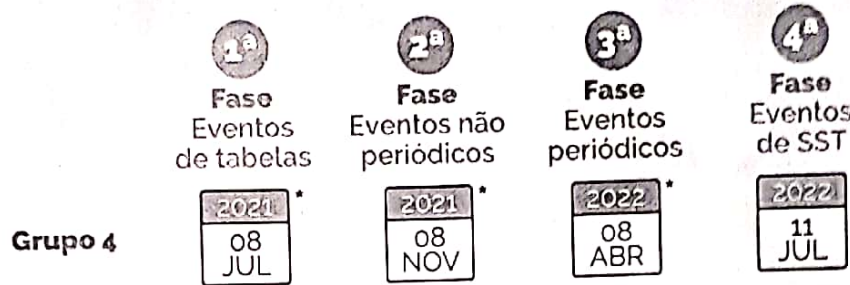 1ª
Fase
Eventos
de tabelas
2021 *
08
JUL
2ª
Fase
Eventos não
periódicos
2021 *
08
NOV
3ª
Fase
Eventos
periódicos
2022 *
08
ABR
4ª
Fase
Eventos
de SST
2022
11
JUL
Grupo 4